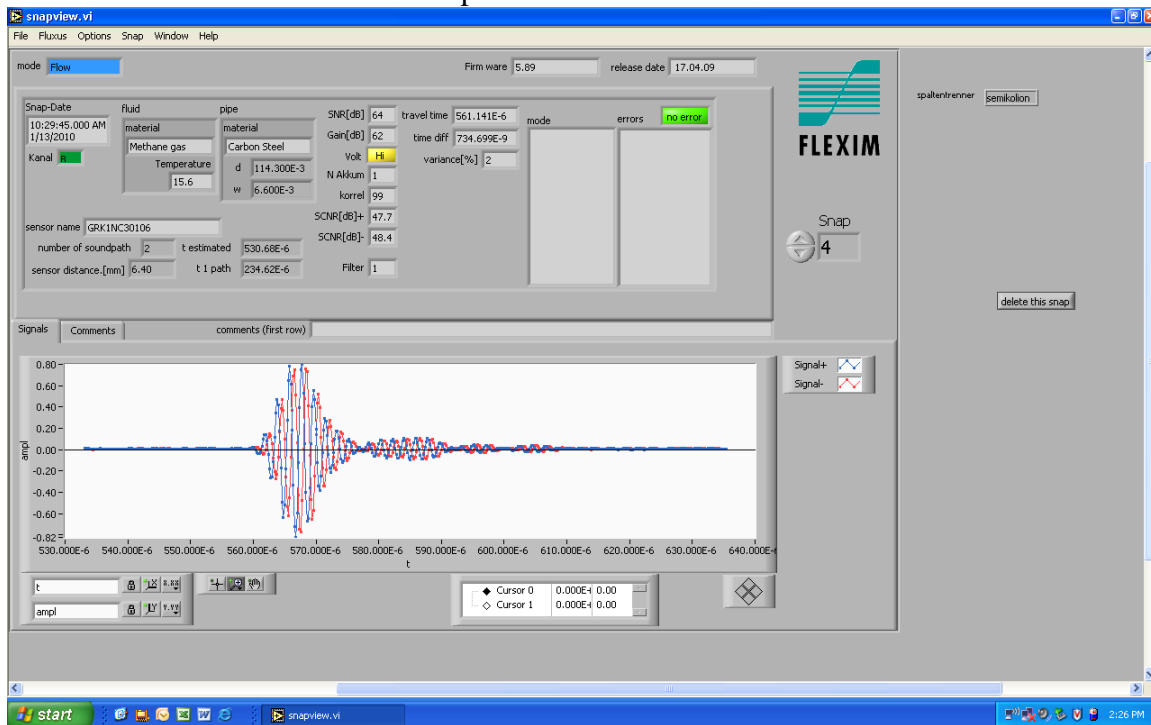 snapview.vi
File Fluxus Options Snap Window Help
mode Flow
Firm ware 5.89 release date 17.04.09
FLEXIM
spaltentrenner semikolion
Snap-Date
10:29:45.000 AM
1/13/2010
Kanal B
fluid
material
Methane gas
Temperature
15.6
pipe
material
Carbon Steel
d 114.300E-3
w 6.600E-3
sensor name GRK1NC30106
number of soundpath 2 t estimated 530.68E-6
sensor distance.[mm] 6.40 t 1 path 234.62E-6
SNR[dB] 64
Gain[dB] 62
Volt Hi
N Akkum 1
korrel 99
SCNR[dB]+ 47.7
SCNR[dB]- 48.4
Filter 1
travel time 561.141E-6
time diff 734.699E-9
variance[%] 2
mode
errors no error
Snap
4
delete this snap
Signals Comments comments (first row)
Signal+
Signal-
ampl
0.80
0.60
0.40
0.20
0.00
-0.20
-0.40
-0.60
-0.82
530.000E-6 540.000E-6 550.000E-6 560.000E-6 570.000E-6 580.000E-6 590.000E-6 600.000E-6 610.000E-6 620.000E-6 630.000E-6 640.000E-
t
t
ampl
Cursor 0 0.000E+ 0.00
Cursor 1 0.000E+ 0.00
start snapview.vi 2:26 PM